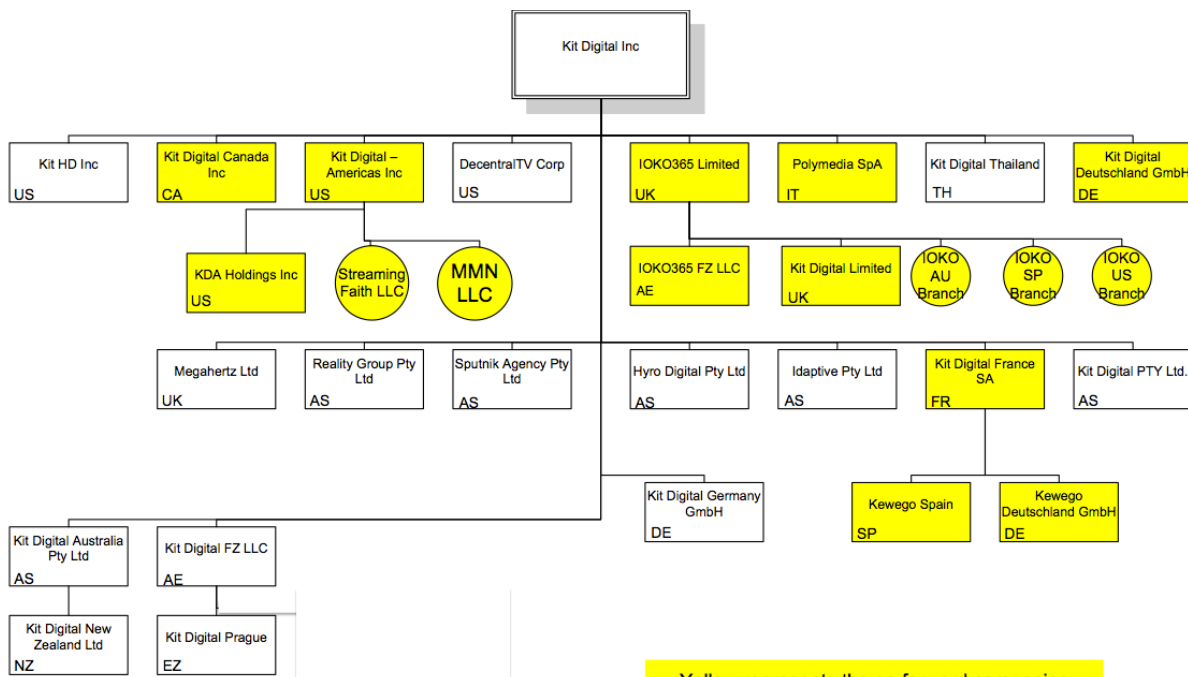 Kit Digital Inc
Kit HD Inc
US
Kit Digital Canada
Inc
CA
Kit Digital –
Americas Inc
US
DecentralTV Corp
US
IOKO365 Limited
UK
Polymedia SpA
IT
Kit Digital Thailand
TH
Kit Digital
Deutschland GmbH
DE
KDA Holdings Inc
US
Streaming
Faith LLC
MMN
LLC
IOKO365 FZ LLC
AE
Kit Digital Limited
UK
IOKO
AU
Branch
IOKO
SP
Branch
IOKO
US
Branch
Megahertz Ltd
UK
Reality Group Pty
Ltd
AS
Sputnik Agency Pty
Ltd
AS
Hyro Digital Pty Ltd
AS
Idaptive Pty Ltd
AS
Kit Digital France
SA
FR
Kit Digital PTY Ltd.
AS
Kit Digital Germany
GmbH
DE
Kewego Spain
SP
Kewego
Deutschland GmbH
DE
Kit Digital Australia
Pty Ltd
AS
Kit Digital FZ LLC
AE
Kit Digital New
Zealand Ltd
NZ
Kit Digital Prague
EZ